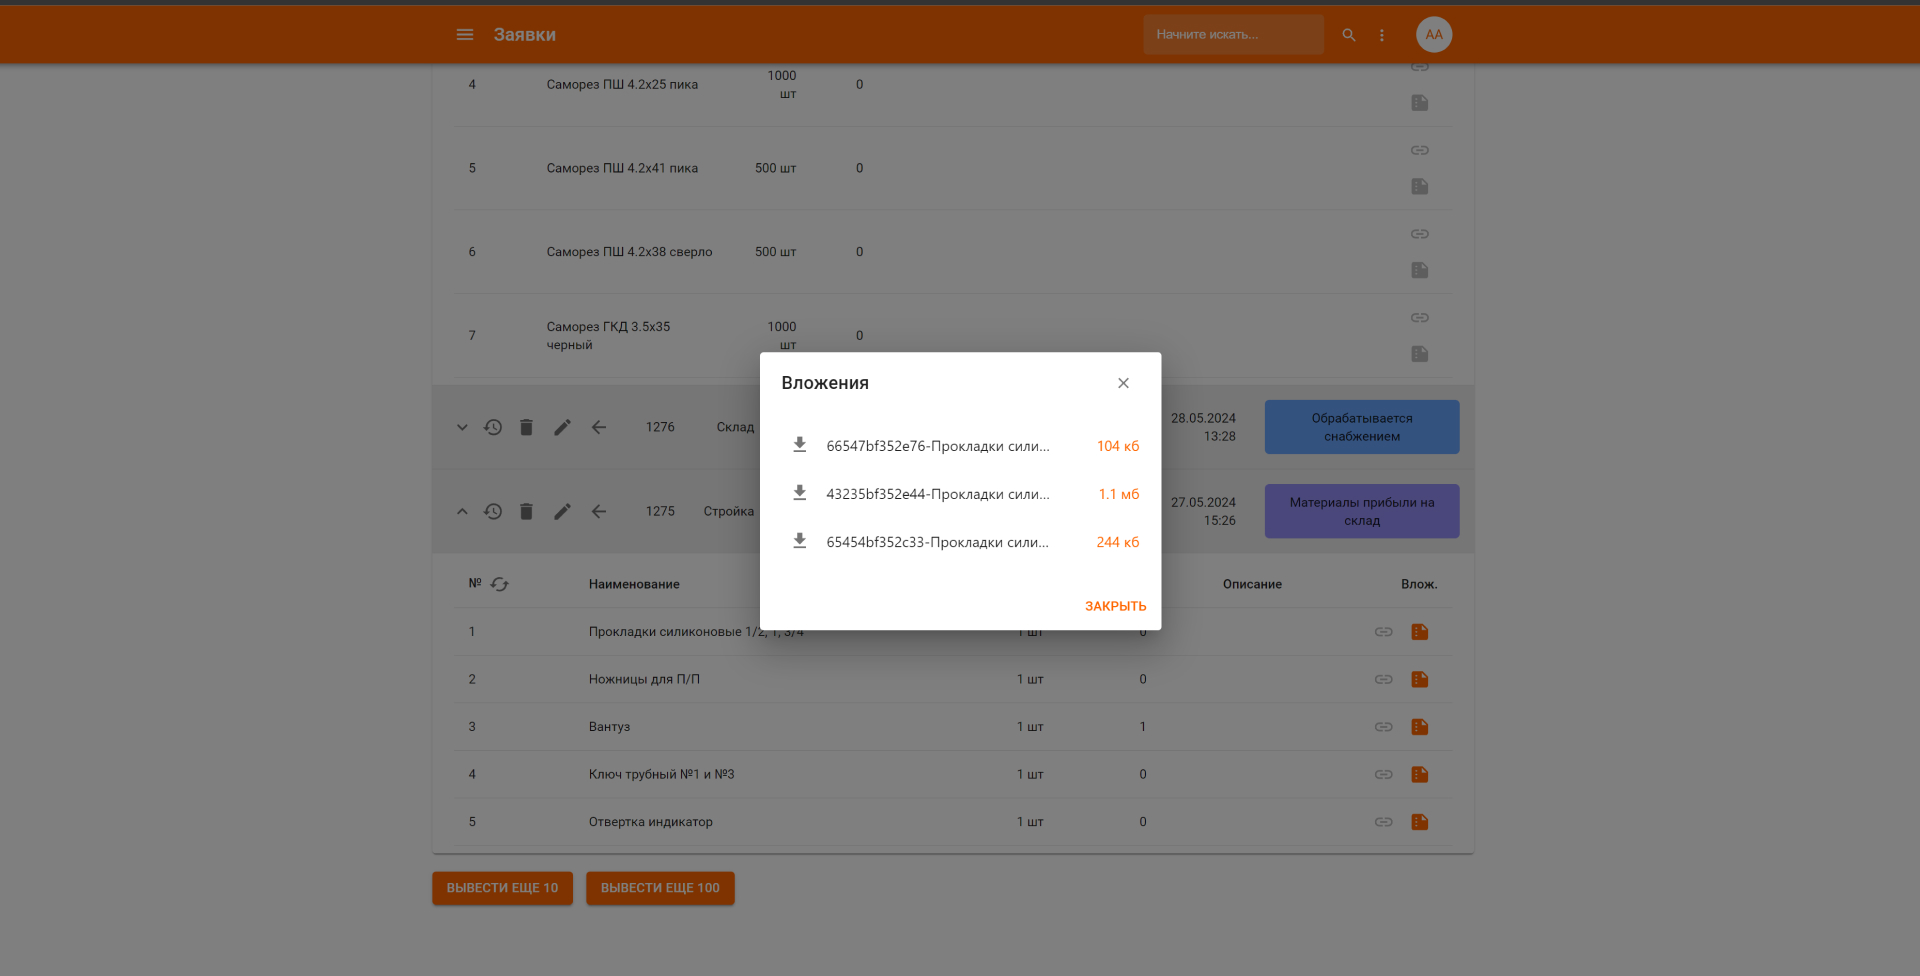 Заявки
Начните искать...
АА
4 Саморез ПШ 4.2х25 пика 1000 шт 0
5 Саморез ПШ 4.2х41 пика 500 шт 0
6 Саморез ПШ 4.2х38 сверло 500 шт 0
7 Саморез ГКД 3.5х35 черный 1000 шт 0
Вложения
66547bf352e76-Прокладки сили... 104 кб
43235bf352e44-Прокладки сили... 1.1 мб
65454bf352c33-Прокладки сили... 244 кб
ЗАКРЫТЬ
1276 Склад 28.05.2024 13:28 Обрабатывается снабжением
1275 Стройка 27.05.2024 15:26 Материалы прибыли на склад
№ Наименование Описание Влож.
1 Прокладки силиконовые 1/2, 1, 3/4 1 шт 0
2 Ножницы для П/П 1 шт 0
3 Вантуз 1 шт 1
4 Ключ трубный №1 и №3 1 шт 0
5 Отвертка индикатор 1 шт 0
ВЫВЕСТИ ЕЩЕ 10 ВЫВЕСТИ ЕЩЕ 100